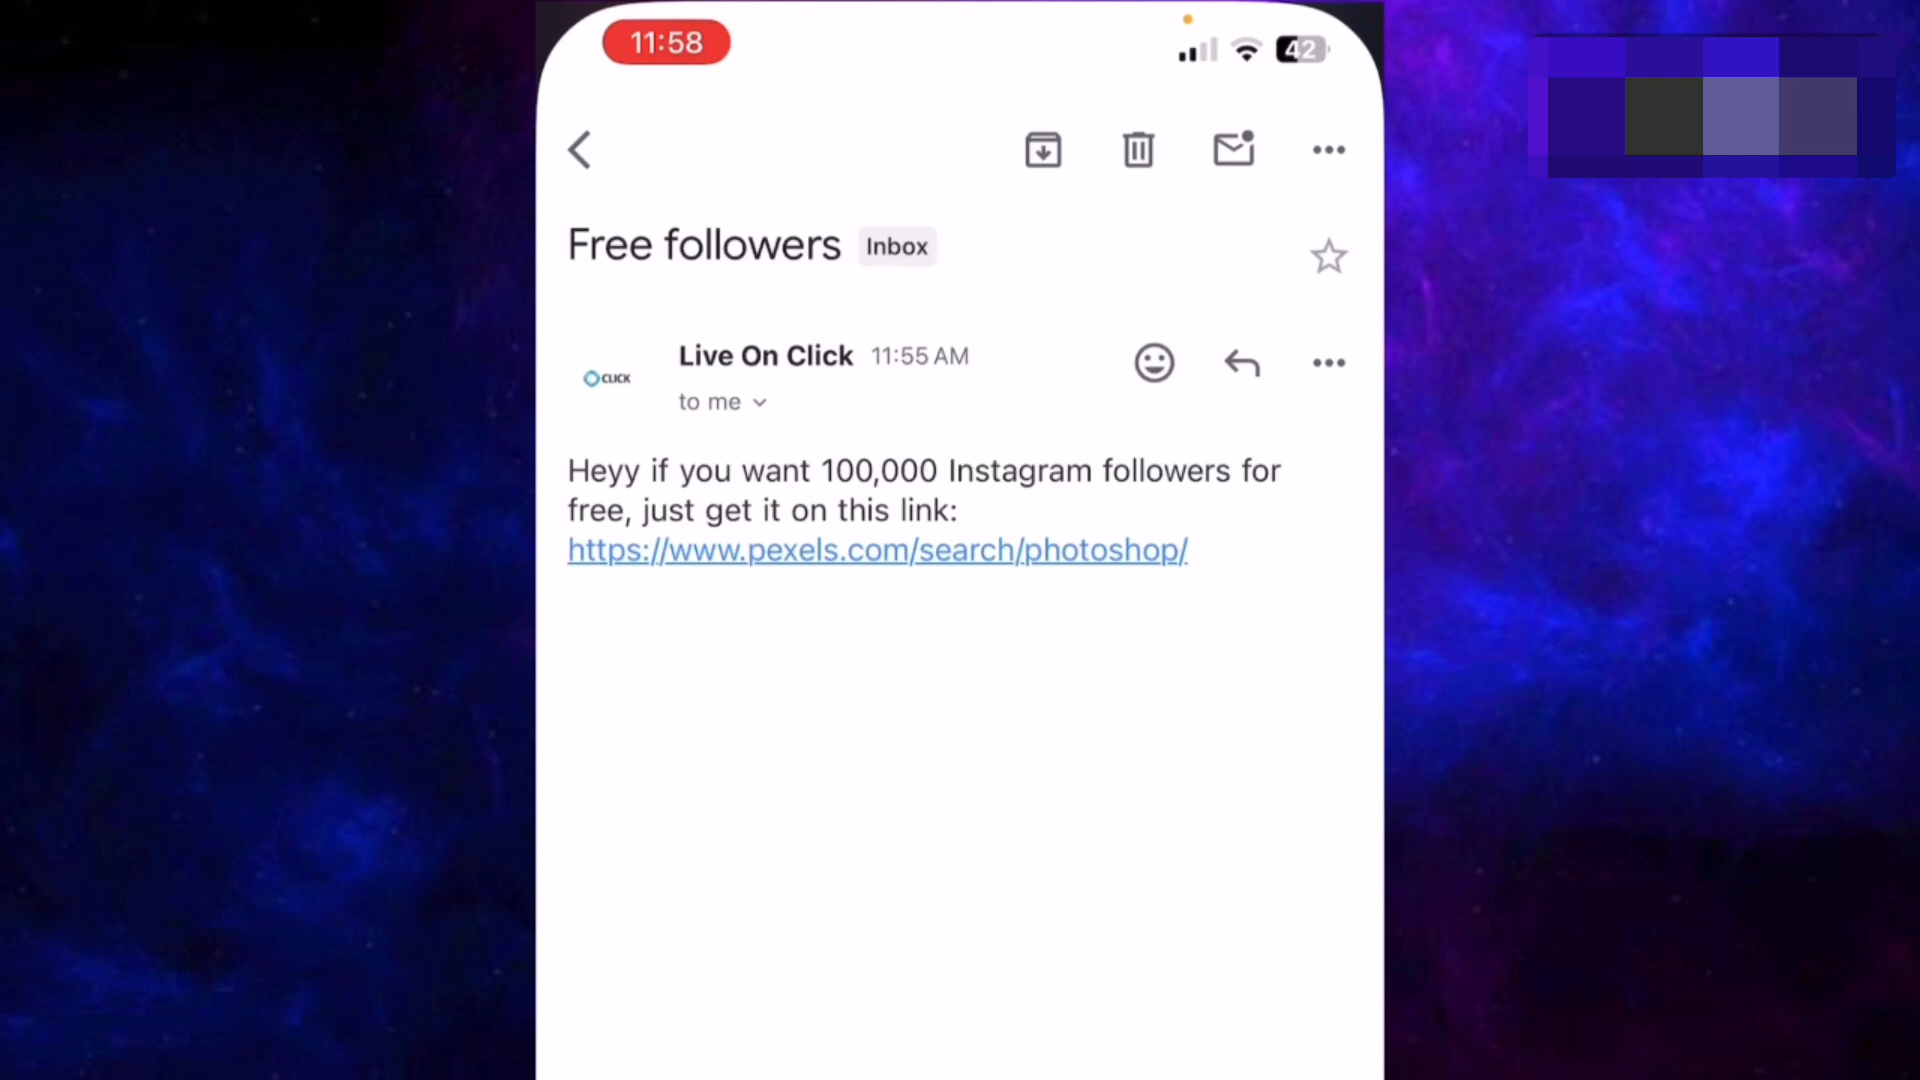 11:58
42
Free followers Inbox
CLICK
Live On Click 11:55 AM
to me
Heyy if you want 100,000 Instagram followers for
free, just get it on this link:
https://www.pexels.com/search/photoshop/